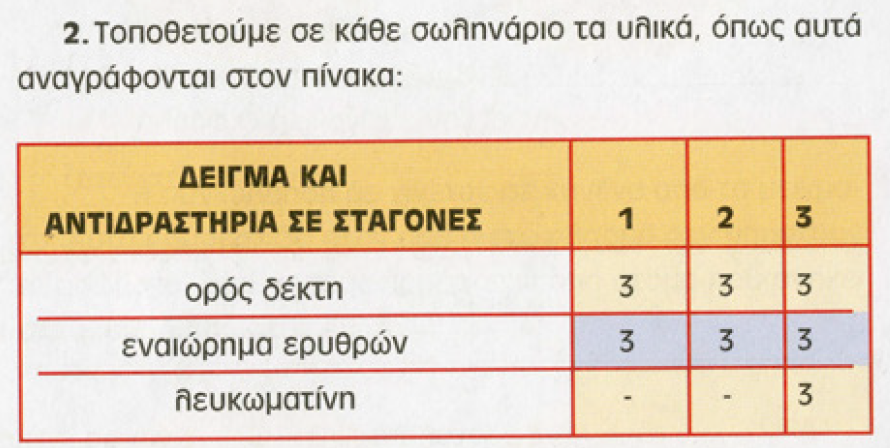 2. Τοποθετούμε σε κάθε σωληνάριο τα υλικά, όπως αυτά
αναγράφονται στον πίνακα:
ΔΕΙΓΜΑ ΚΑΙ
ΑΝΤΙΔΡΑΣΤΗΡΙΑ ΣΕ ΣΤΑΓΟΝΕΣ 1 2 3
ορός δέκτη 3 3 3
εναιώρημα ερυθρών 3 3 3
λευκωματίνη - - 3